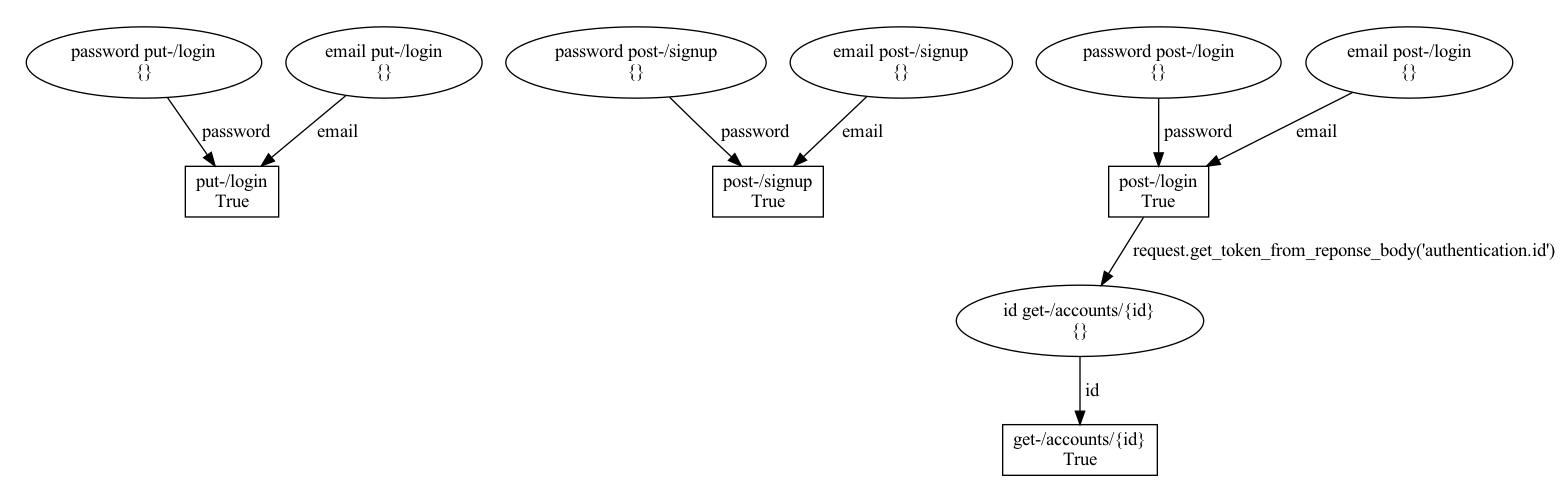 password put-/login
{}
email put-/login
{}
password post-/signup
{}
email post-/signup
{}
password post-/login
{}
email post-/login
{}
password
email
password
email
password
email
put-/login
True
post-/signup
True
post-/login
True
request.get_token_from_reponse_body('authentication.id')
id get-/accounts/{id}
{}
id
get-/accounts/{id}
True